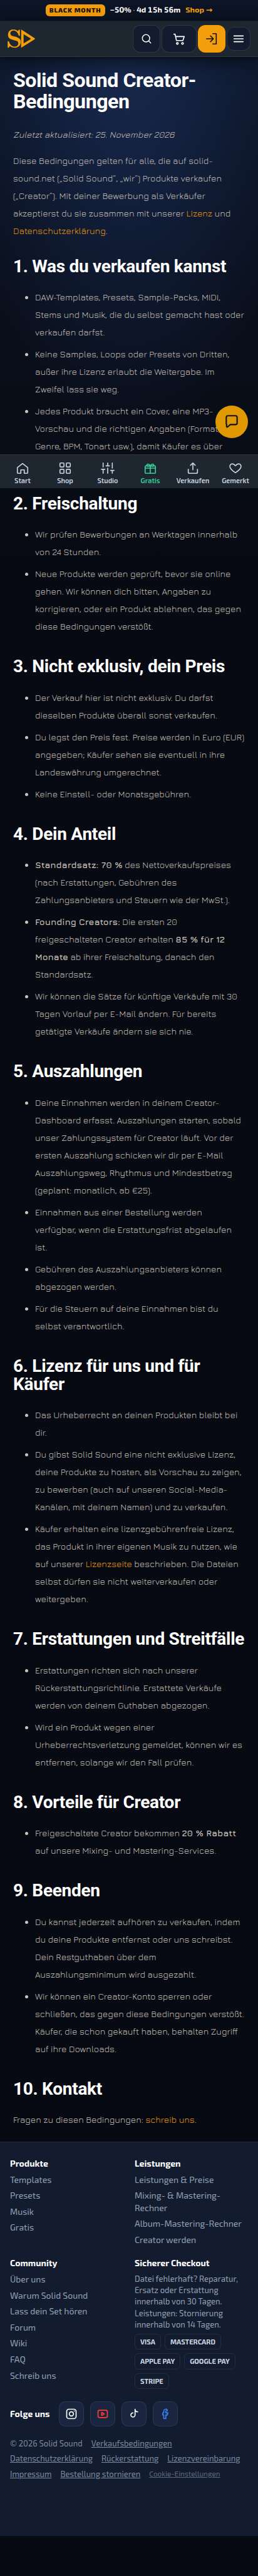 BLACK MONTH −50% · 4d 15h 56m Shop →
Solid Sound Creator-
Bedingungen
Zuletzt aktualisiert: 25. November 2026
Diese Bedingungen gelten für alle, die auf solid-
sound.net („Solid Sound“, „wir“) Produkte verkaufen
(„Creator“). Mit deiner Bewerbung als Verkäufer
akzeptierst du sie zusammen mit unserer Lizenz und
Datenschutzerklärung.
1. Was du verkaufen kannst
DAW-Templates, Presets, Sample-Packs, MIDI,
Stems und Musik, die du selbst gemacht hast oder
verkaufen darfst.
Keine Samples, Loops oder Presets von Dritten,
außer ihre Lizenz erlaubt die Weitergabe. Im
Zweifel lass sie weg.
Jedes Produkt braucht ein Cover, eine MP3-
Vorschau und die richtigen Angaben (Format,
Genre, BPM, Tonart usw.), damit Käufer es über
Start Shop Studio Gratis Verkaufen Gemerkt
2. Freischaltung
Wir prüfen Bewerbungen an Werktagen innerhalb
von 24 Stunden.
Neue Produkte werden geprüft, bevor sie online
gehen. Wir können dich bitten, Angaben zu
korrigieren, oder ein Produkt ablehnen, das gegen
diese Bedingungen verstößt.
3. Nicht exklusiv, dein Preis
Der Verkauf hier ist nicht exklusiv. Du darfst
dieselben Produkte überall sonst verkaufen.
Du legst den Preis fest. Preise werden in Euro (EUR)
angegeben; Käufer sehen sie eventuell in ihre
Landeswährung umgerechnet.
Keine Einstell- oder Monatsgebühren.
4. Dein Anteil
Standardsatz: 70 % des Nettoverkaufspreises
(nach Erstattungen, Gebühren des
Zahlungsanbieters und Steuern wie der MwSt.).
Founding Creators: Die ersten 20
freigeschalteten Creator erhalten 85 % für 12
Monate ab ihrer Freischaltung, danach den
Standardsatz.
Wir können die Sätze für künftige Verkäufe mit 30
Tagen Vorlauf per E-Mail ändern. Für bereits
getätigte Verkäufe ändern sie sich nie.
5. Auszahlungen
Deine Einnahmen werden in deinem Creator-
Dashboard erfasst. Auszahlungen starten, sobald
unser Zahlungssystem für Creator läuft. Vor der
ersten Auszahlung schicken wir dir per E-Mail
Auszahlungsweg, Rhythmus und Mindestbetrag
(geplant: monatlich, ab €25).
Einnahmen aus einer Bestellung werden
verfügbar, wenn die Erstattungsfrist abgelaufen
ist.
Gebühren des Auszahlungsanbieters können
abgezogen werden.
Für die Steuern auf deine Einnahmen bist du
selbst verantwortlich.
6. Lizenz für uns und für
Käufer
Das Urheberrecht an deinen Produkten bleibt bei
dir.
Du gibst Solid Sound eine nicht exklusive Lizenz,
deine Produkte zu hosten, als Vorschau zu zeigen,
zu bewerben (auch auf unseren Social-Media-
Kanälen, mit deinem Namen) und zu verkaufen.
Käufer erhalten eine lizenzgebührenfreie Lizenz,
das Produkt in ihrer eigenen Musik zu nutzen, wie
auf unserer Lizenzseite beschrieben. Die Dateien
selbst dürfen sie nicht weiterverkaufen oder
weitergeben.
7. Erstattungen und Streitfälle
Erstattungen richten sich nach unserer
Rückerstattungsrichtlinie. Erstattete Verkäufe
werden von deinem Guthaben abgezogen.
Wird ein Produkt wegen einer
Urheberrechtsverletzung gemeldet, können wir es
entfernen, solange wir den Fall prüfen.
8. Vorteile für Creator
Freigeschaltete Creator bekommen 20 % Rabatt
auf unsere Mixing- und Mastering-Services.
9. Beenden
Du kannst jederzeit aufhören zu verkaufen, indem
du deine Produkte entfernst oder uns schreibst.
Dein Restguthaben über dem
Auszahlungsminimum wird ausgezahlt.
Wir können ein Creator-Konto sperren oder
schließen, das gegen diese Bedingungen verstößt.
Käufer, die schon gekauft haben, behalten Zugriff
auf ihre Downloads.
10. Kontakt
Fragen zu diesen Bedingungen: schreib uns.
Produkte
Templates
Presets
Musik
Gratis
Leistungen
Leistungen & Preise
Mixing- & Mastering-
Rechner
Album-Mastering-Rechner
Creator werden
Community
Über uns
Warum Solid Sound
Lass dein Set hören
Forum
Wiki
FAQ
Schreib uns
Sicherer Checkout
Datei fehlerhaft? Reparatur,
Ersatz oder Erstattung
innerhalb von 30 Tagen.
Leistungen: Stornierung
innerhalb von 14 Tagen.
VISA MASTERCARD
APPLE PAY GOOGLE PAY
STRIPE
Folge uns
© 2026 Solid Sound Verkaufsbedingungen
Datenschutzerklärung Rückerstattung Lizenzvereinbarung
Impressum Bestellung stornieren Cookie-Einstellungen